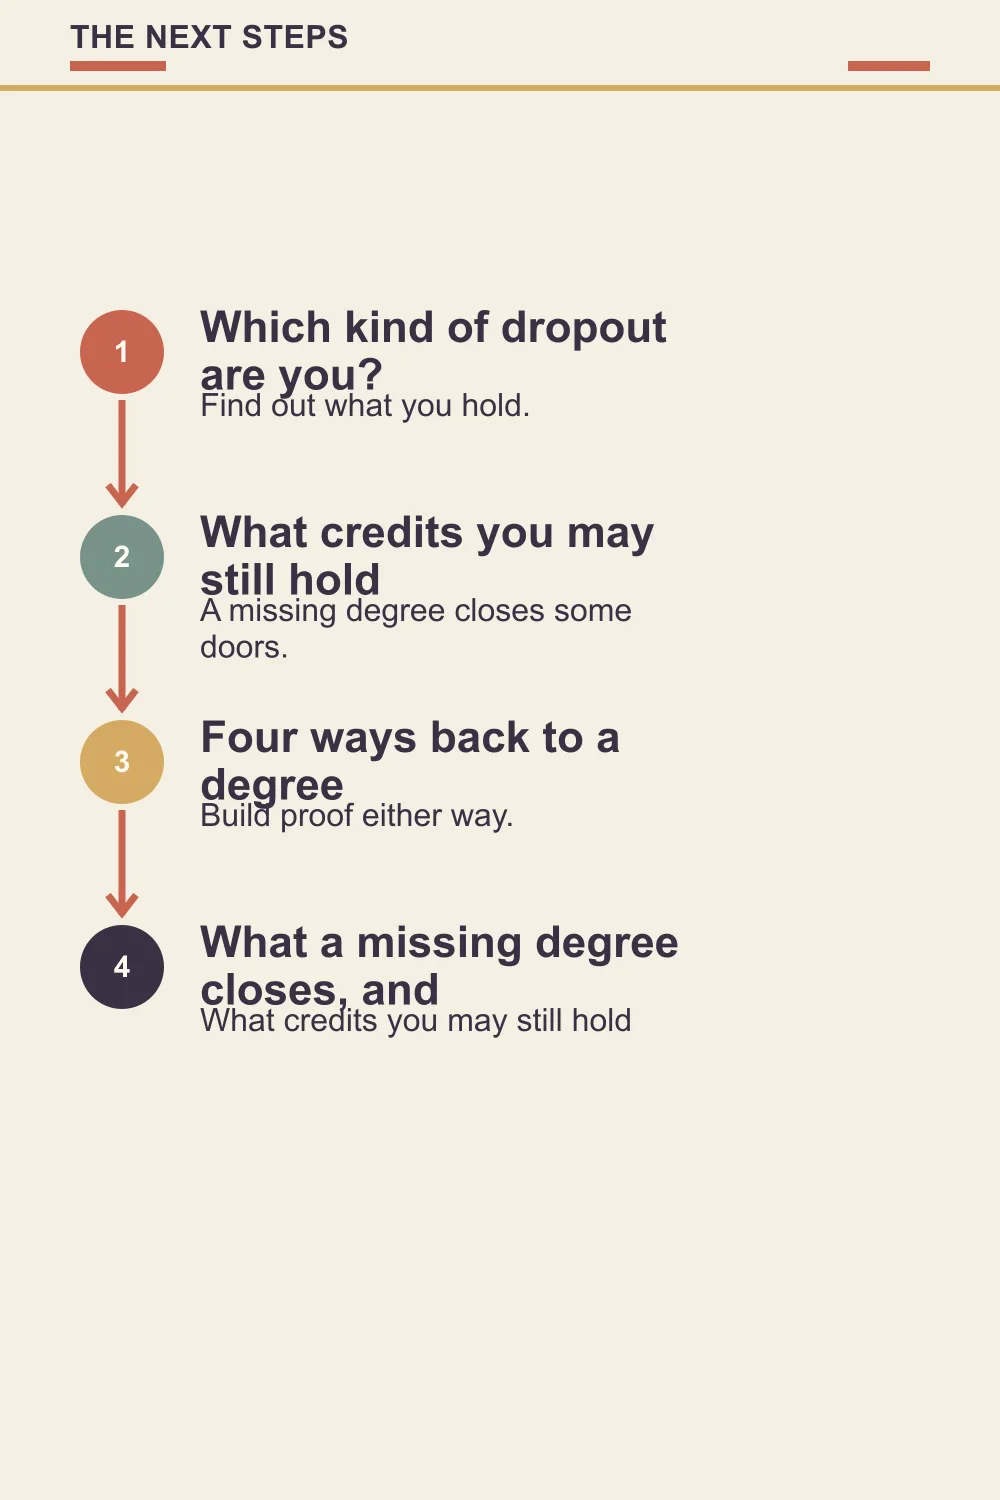 THE NEXT STEPS
1
Which kind of dropout
are you?
Find out what you hold.
2
What credits you may
still hold
A missing degree closes some
doors.
3
Four ways back to a
degree
Build proof either way.
4
What a missing degree
closes, and
What credits you may still hold